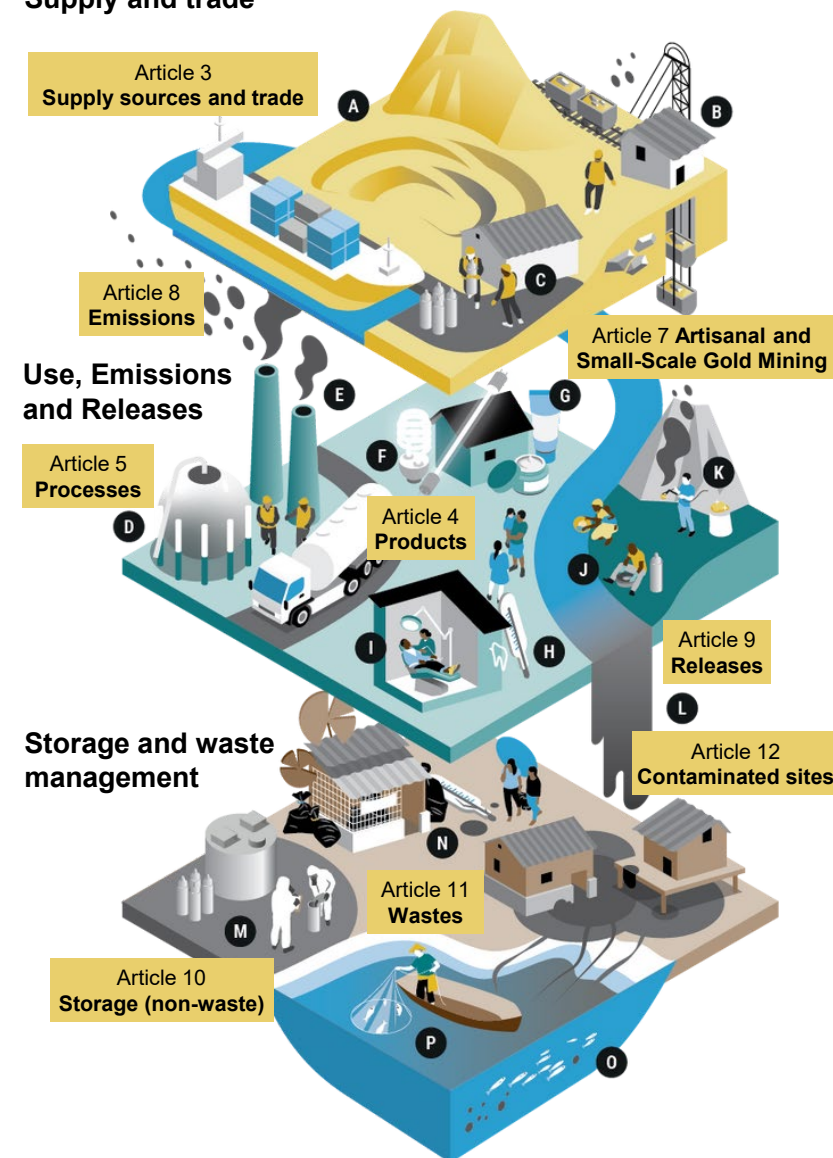 Supply and trade
Article 3
Supply sources and trade
A
B
C
Article 8
Emissions
Article 7 Artisanal and
Small-Scale Gold Mining
Use, Emissions
and Releases
E
G
F
K
Article 5
Processes
D
Article 4
Products
J
I
H
Article 9
Releases
L
Storage and waste
management
Article 12
Contaminated sites
N
Article 11
Wastes
M
Article 10
Storage (non-waste)
P
O